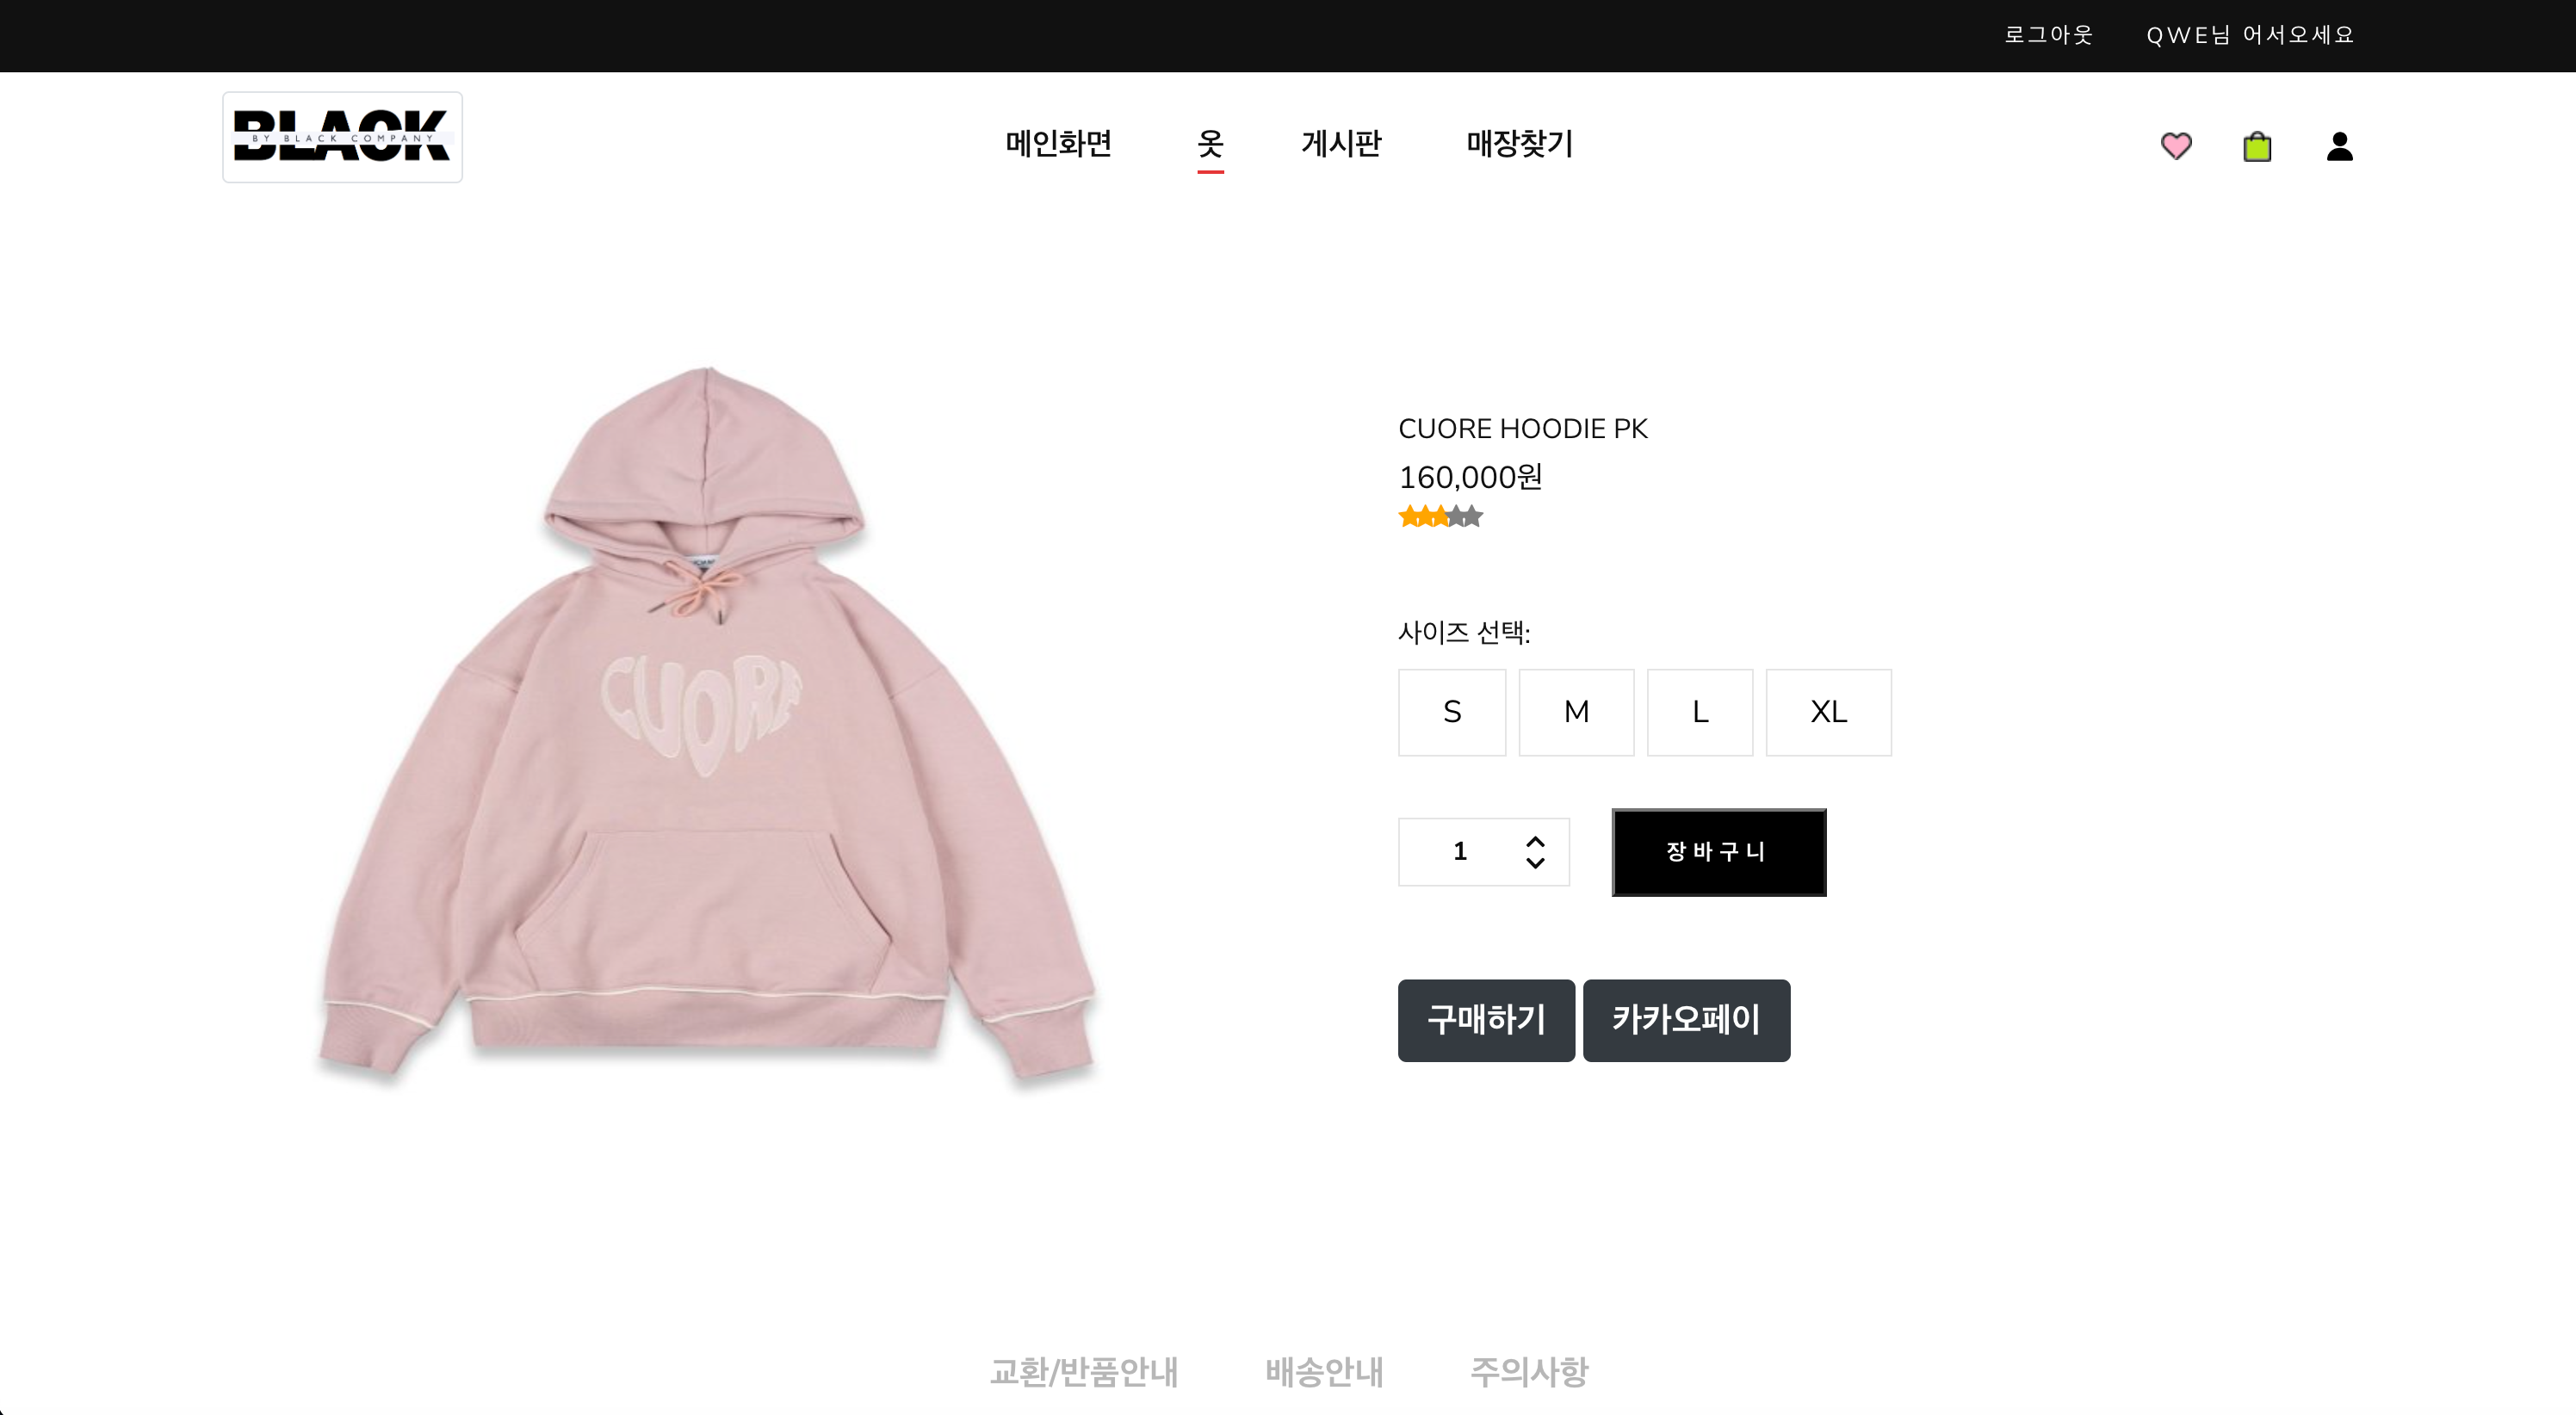 로그아웃 QWE님 어서오세요
BLACK
BY BLACK COMPANY
메인화면 옷 게시판 매장찾기
CUORE
CUORE HOODIE PK
160,000원
사이즈 선택:
S M L XL
1 장바구니
구매하기 카카오페이
교환/반품안내 배송안내 주의사항